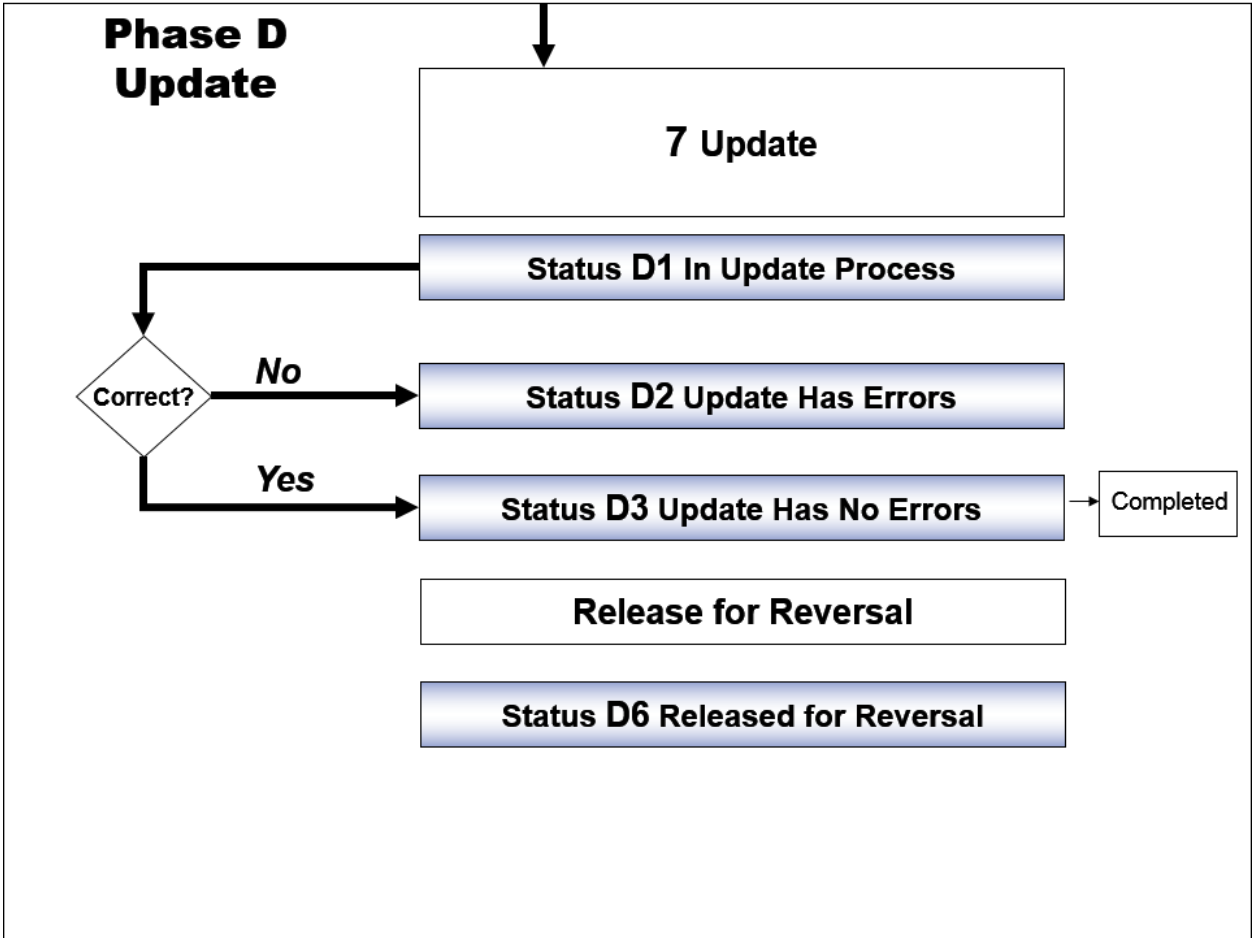 Phase D
Update
7 Update
Status D1 In Update Process
Correct?
No
Status D2 Update Has Errors
Yes
Status D3 Update Has No Errors
Completed
Release for Reversal
Status D6 Released for Reversal